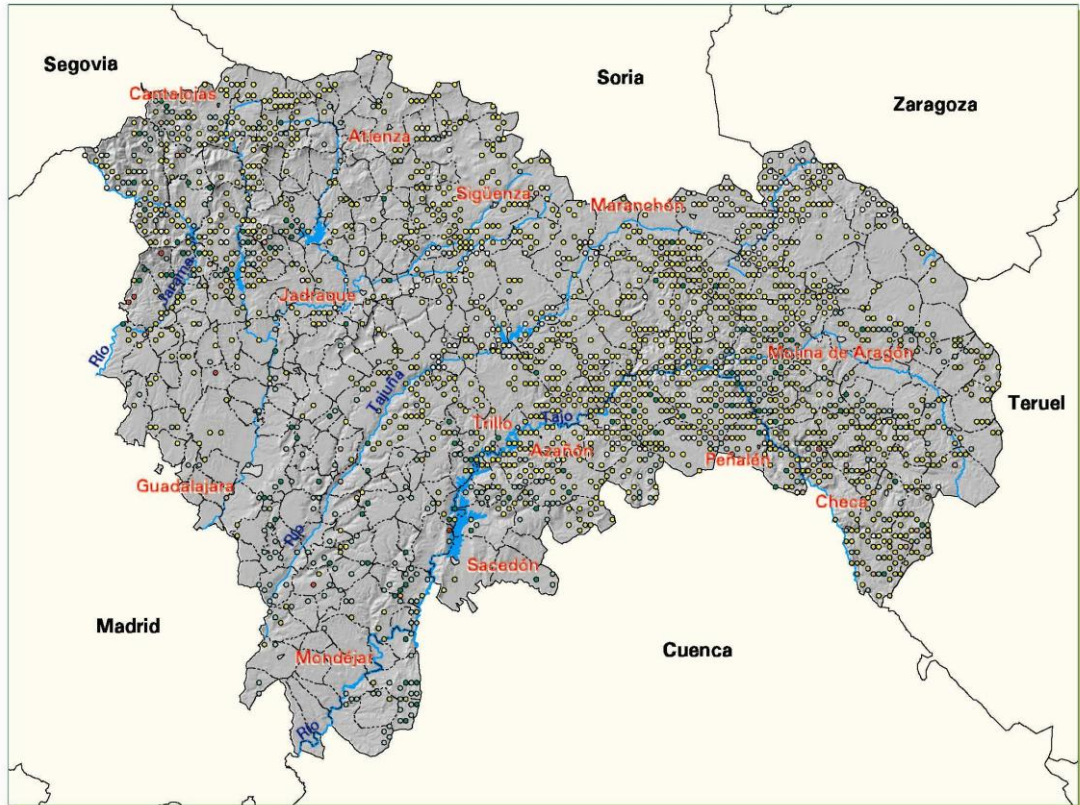 Segovia
Soria
Cantalojas
Zaragoza
Atienza
Sigüenza
Maranchón
Jarama
Jadraque
Río
Molina de Aragón
Tajuña
Teruel
Trillo
Tajo
Azañón
Peñalén
Guadalajara
Checa
Río
Sacedón
Madrid
Cuenca
Mondéjar
Río